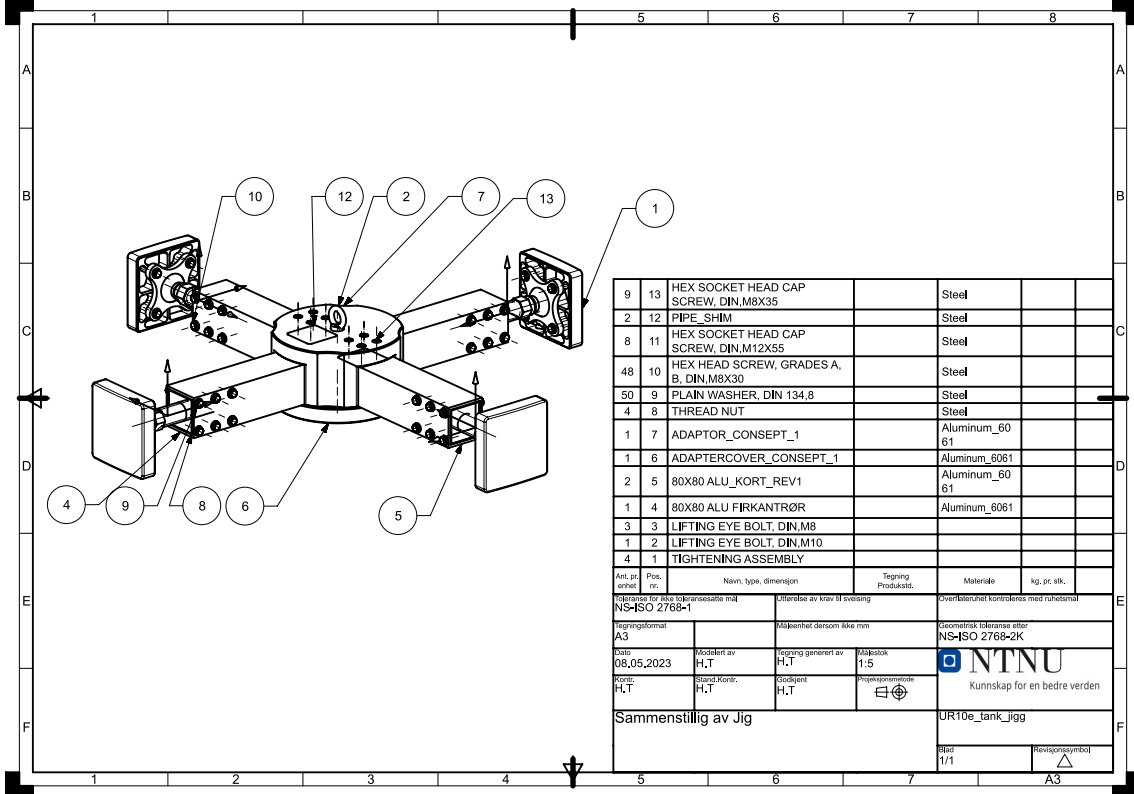 1 5 6 7 8
A A
B B
C C
D D
E E
F F
10 12 2 7 13 1
4 9 8 6 5
9 13 HEX SOCKET HEAD CAP SCREW, DIN,M8X35 Steel
2 12 PIPE_SHIM Steel
8 11 HEX SOCKET HEAD CAP SCREW, DIN,M12X55 Steel
48 10 HEX HEAD SCREW, GRADES A, B, DIN,M8X30 Steel
50 9 PLAIN WASHER, DIN 134,8 Steel
4 8 THREAD NUT Steel
1 7 ADAPTOR_CONSEPT_1 Aluminum_6061
1 6 ADAPTERCOVER_CONSEPT_1 Aluminum_6061
2 5 80X80 ALU_KORT_REV1 Aluminum_6061
1 4 80X80 ALU FIRKANTRØR Aluminum_6061
3 3 LIFTING EYE BOLT, DIN,M8
1 2 LIFTING EYE BOLT, DIN,M10
4 1 TIGHTENING ASSEMBLY
Ant. pr. enhet Pos. nr. Navn, type, dimensjon Tegning Produkstd. Materiale kg. pr. stk.
Toleranse for ikke toleransesatte mål
NS-ISO 2768-1
Utførelse av krav til sveising
Overflateruhet kontroleres med ruhetsmal
Tegningsformat
A3
Måleenhet dersom ikke mm
Geometrisk toleranse etter
NS-ISO 2768-2K
Dato
08.05.2023
Modelert av
H.T
Tegning generert av
H.T
Målestok
1:5
NTNU
Kunnskap for en bedre verden
Kontr.
H.T
Stand.Kontr.
H.T
Godkjent
H.T
Projeksjonsmetode
Sammenstillig av Jig
UR10e_tank_jigg
Blad
1/1
Revisjonssymbol
1 2 3 4 5 6 7 A3